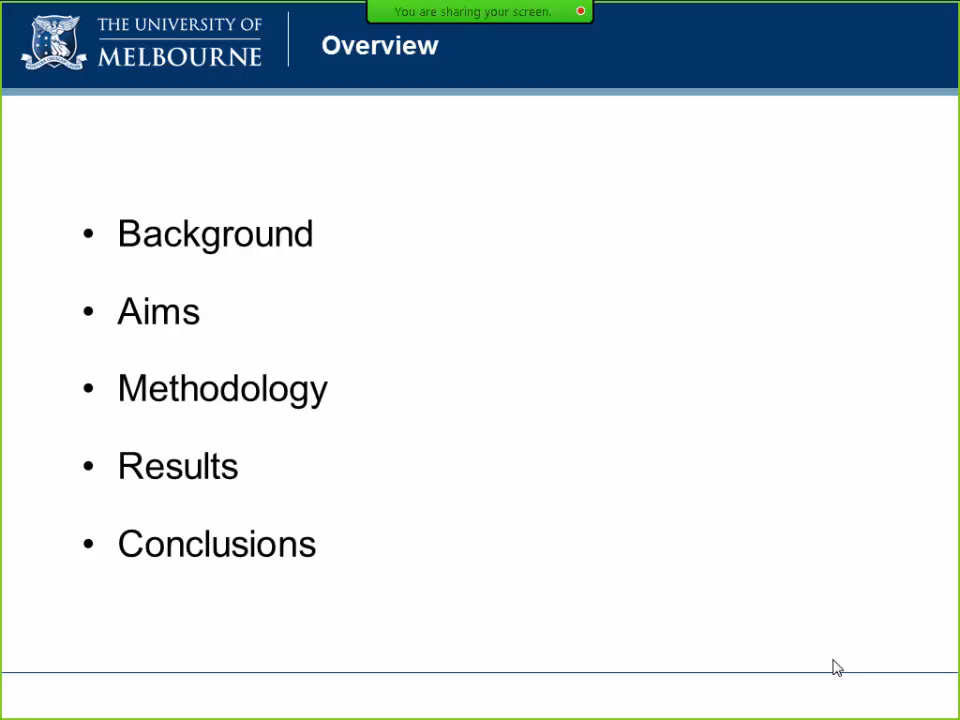 You are sharing your screen.
THE UNIVERSITY OF
MELBOURNE
Overview
• Background
• Aims
• Methodology
• Results
• Conclusions